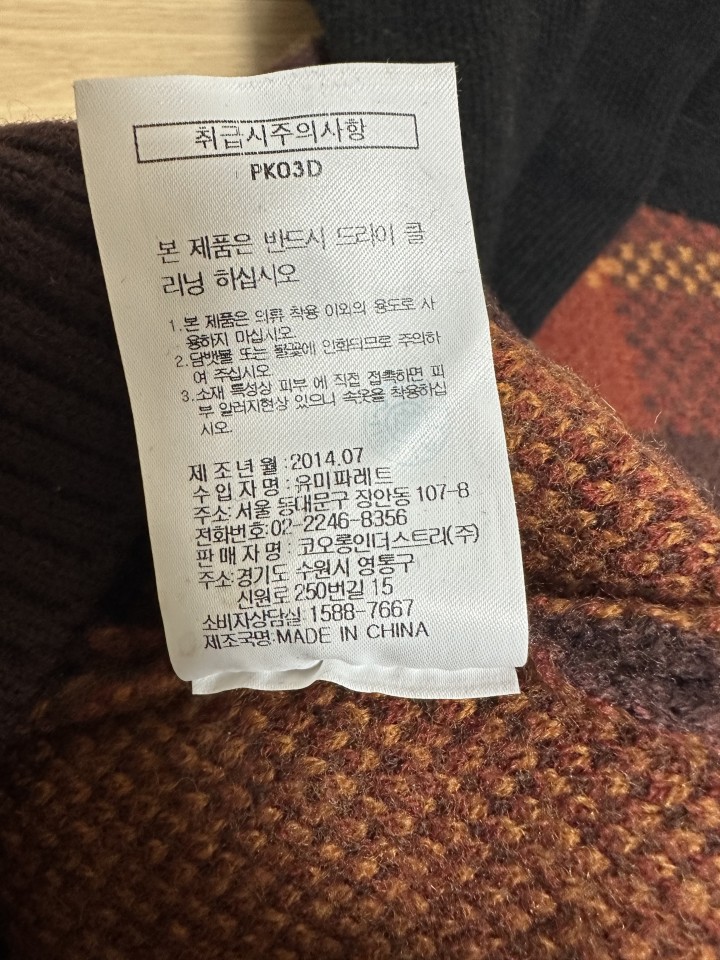 취급시주의사항
PK03D
본 제품은 반드시 드라이 클
리닝 하십시오
1. 본 제품은 의류 착용 이외의 용도로 사
용하지 마십시오
2. 담뱃불 또는 불꽃에 인화되므로 주의하
여 주십시오
3. 소재 특성상 피부 에 직접 접촉하면 피
부 알러지현상 있으니 속옷을 착용하십
시오.
제 조 년 월 : 2014.07
수 입 자 명 : 유미파레트
주소: 서울 동대문구 장안동 107-8
전화번호: 02-2246-8356
판 매 자 명 : 코오롱인더스트리(주)
주소: 경기도 수원시 영통구
신원로 250번길 15
소비자상담실: 1588-7667
제조국명: MADE IN CHINA